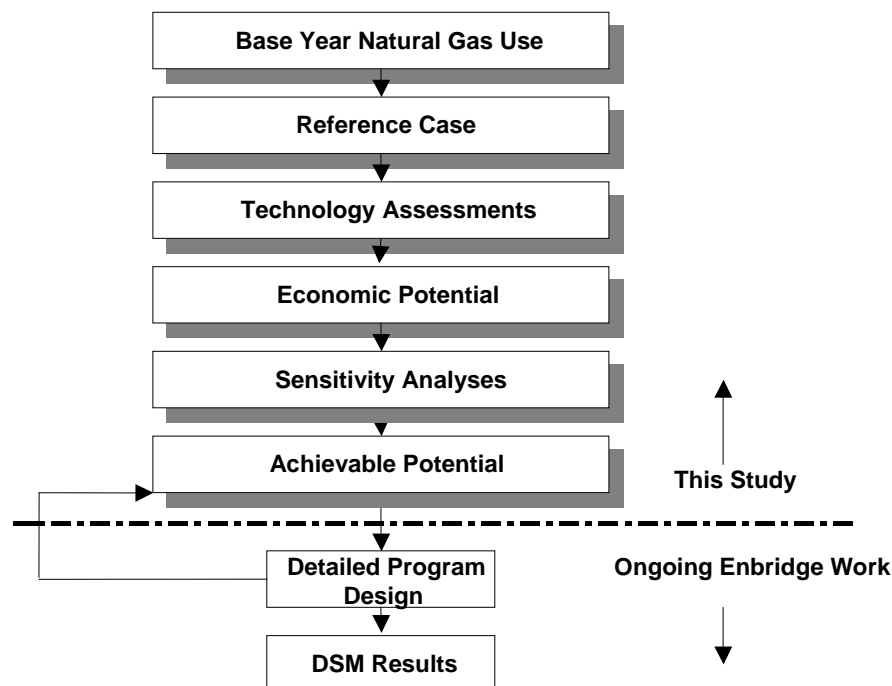 Base Year Natural Gas Use
Reference Case
Technology Assessments
Economic Potential
Sensitivity Analyses
Achievable Potential
This Study
Ongoing Enbridge Work
Detailed Program
Design
DSM Results